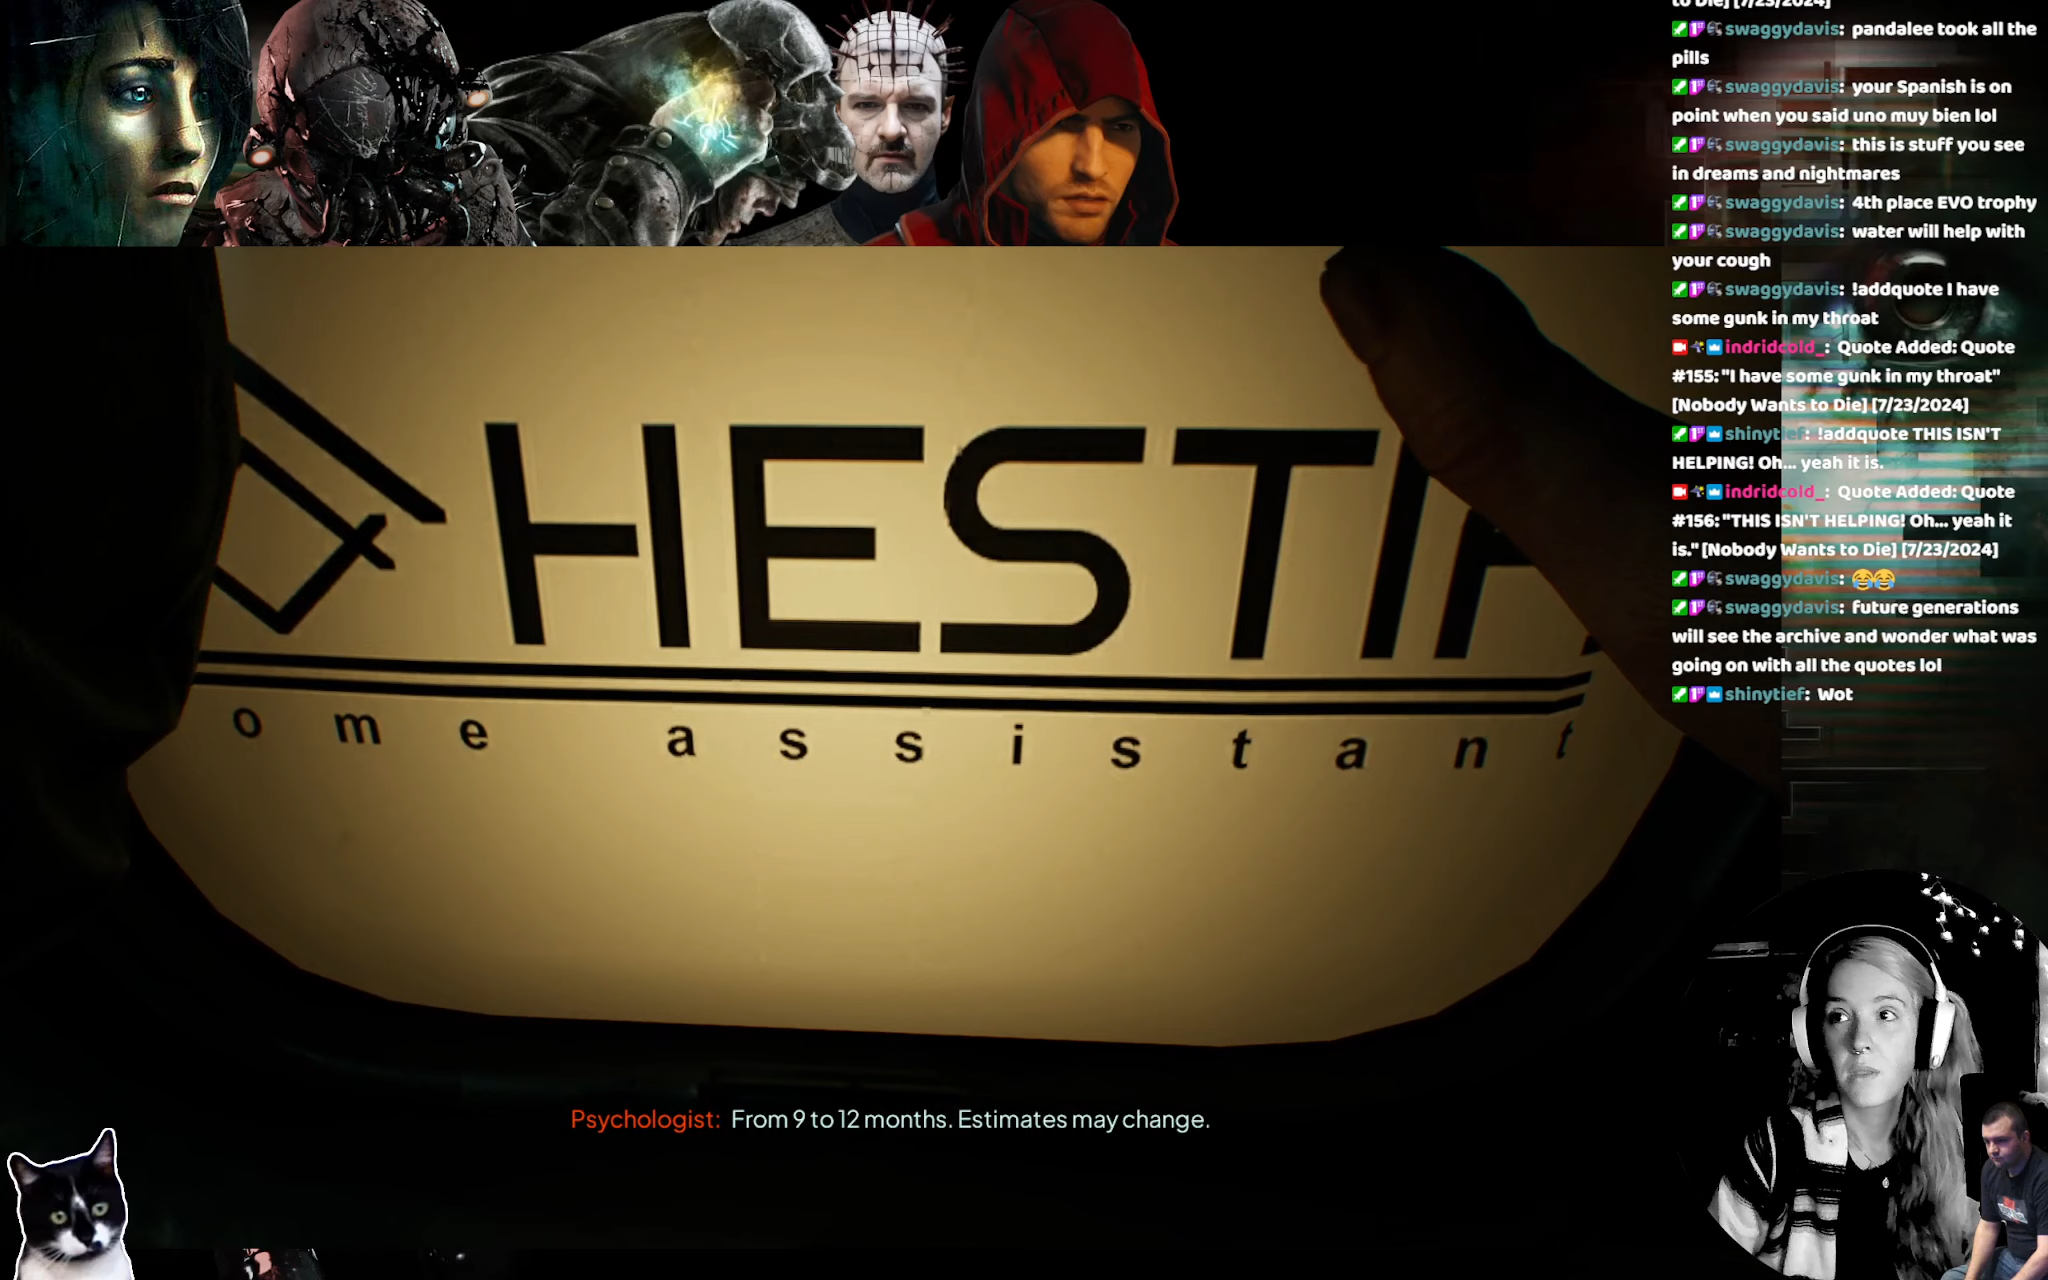 HESTIA
ome assistant
Psychologist: From 9 to 12 months. Estimates may change.
to Die] [7/23/2024]
swaggydavis: pandalee took all the
pills
swaggydavis: your Spanish is on
point when you said uno muy bien lol
swaggydavis: this is stuff you see
in dreams and nightmares
swaggydavis: 4th place EVO trophy
swaggydavis: water will help with
your cough
swaggydavis: !addquote I have
some gunk in my throat
indridcold_: Quote Added: Quote
#155: "I have some gunk in my throat"
[Nobody Wants to Die] [7/23/2024]
shinytief: !addquote THIS ISN'T
HELPING! Oh... yeah it is.
indridcold_: Quote Added: Quote
#156: "THIS ISN'T HELPING! Oh... yeah it
is." [Nobody Wants to Die] [7/23/2024]
swaggydavis: 😂😂
swaggydavis: future generations
will see the archive and wonder what was
going on with all the quotes lol
shinytief: Wot